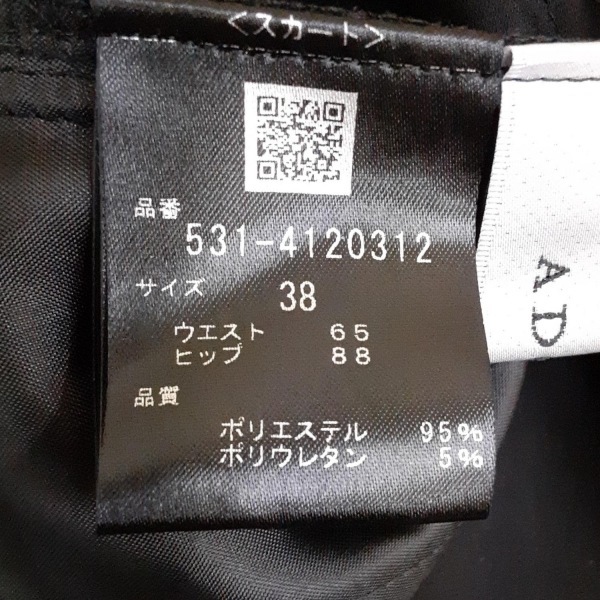 <スカート>
品番
531-4120312
サイズ 38
ウエスト 65
ヒップ 88
品質
ポリエステル 95%
ポリウレタン 5%
AD